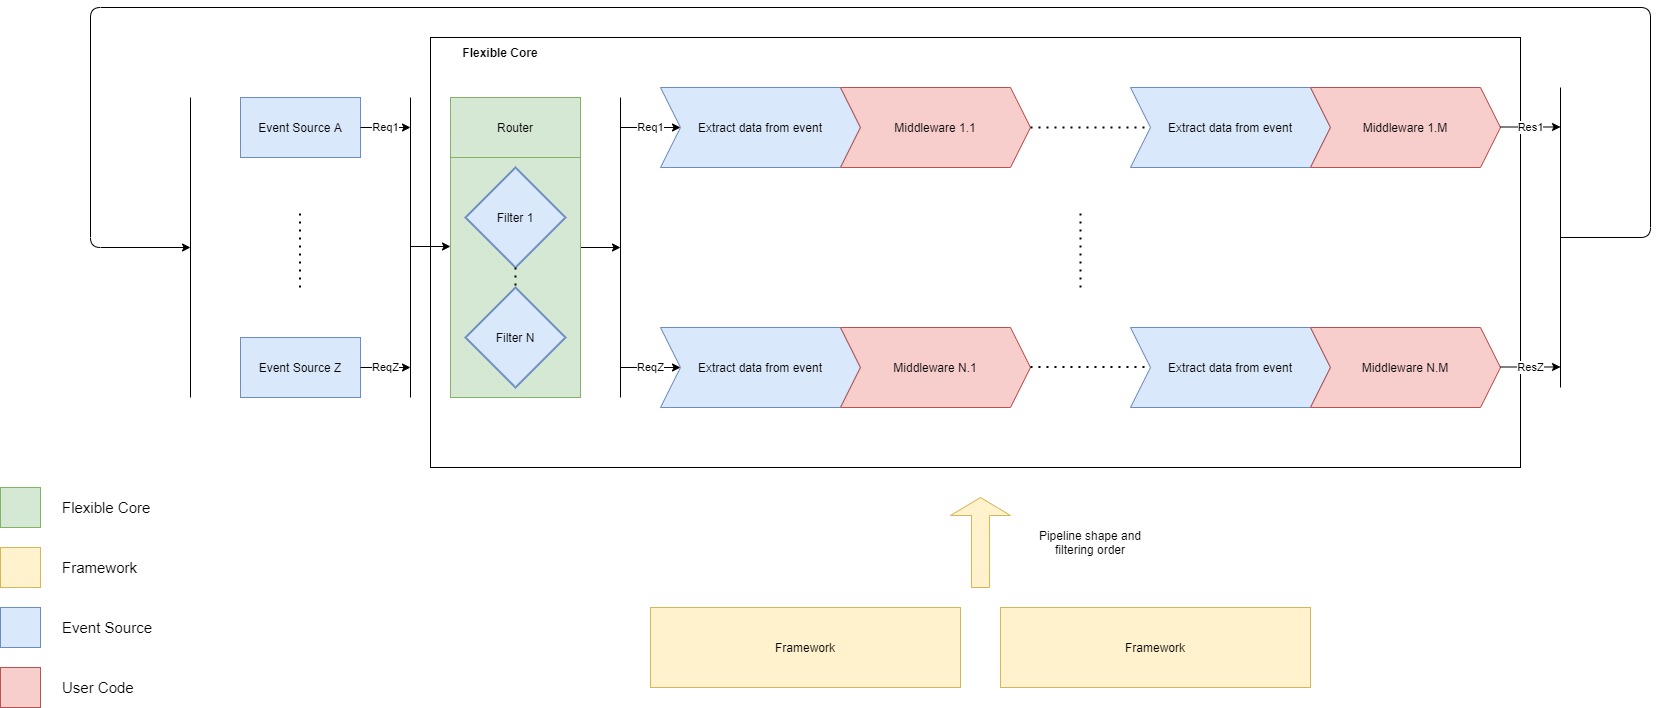 Flexible Core
Event Source A
Req1
Router
Req1
Extract data from event
Middleware 1.1
Extract data from event
Middleware 1.M
Res1
Filter 1
Filter N
Event Source Z
ReqZ
ReqZ
Extract data from event
Middleware N.1
Extract data from event
Middleware N.M
ResZ
Flexible Core
Framework
Event Source
User Code
Pipeline shape and
filtering order
Framework
Framework